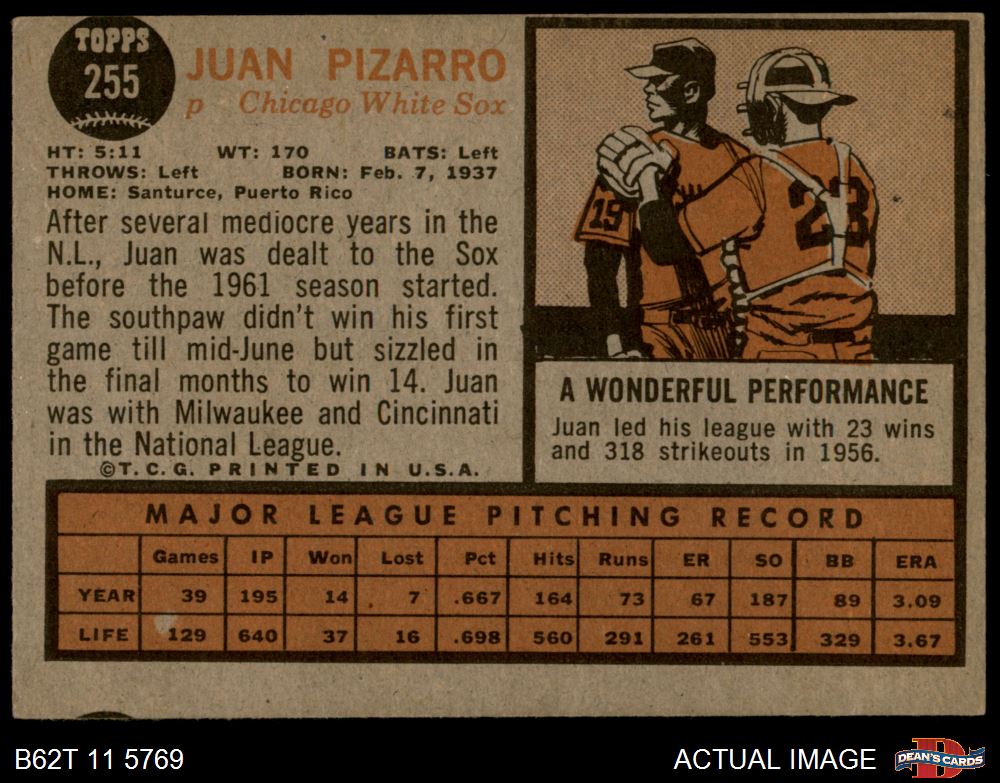 TOPPS
255
JUAN PIZARRO
p Chicago White Sox
HT: 5:11 WT: 170 BATS: Left
THROWS: Left BORN: Feb. 7, 1937
HOME: Santurce, Puerto Rico
After several mediocre years in the
N.L., Juan was dealt to the Sox
before the 1961 season started.
The southpaw didn't win his first
game till mid-June but sizzled in
the final months to win 14. Juan
was with Milwaukee and Cincinnati
in the National League.
©T.C.G. PRINTED IN U.S.A.
19
23
A WONDERFUL PERFORMANCE
Juan led his league with 23 wins
and 318 strikeouts in 1956.
MAJOR LEAGUE PITCHING RECORD
Games IP Won Lost Pct Hits Runs ER SO BB ERA
YEAR 39 195 14 7 .667 164 73 67 187 89 3.09
LIFE 129 640 37 16 .698 560 291 261 553 329 3.67
B62T 11 5769
ACTUAL IMAGE
DEAN'S CARDS